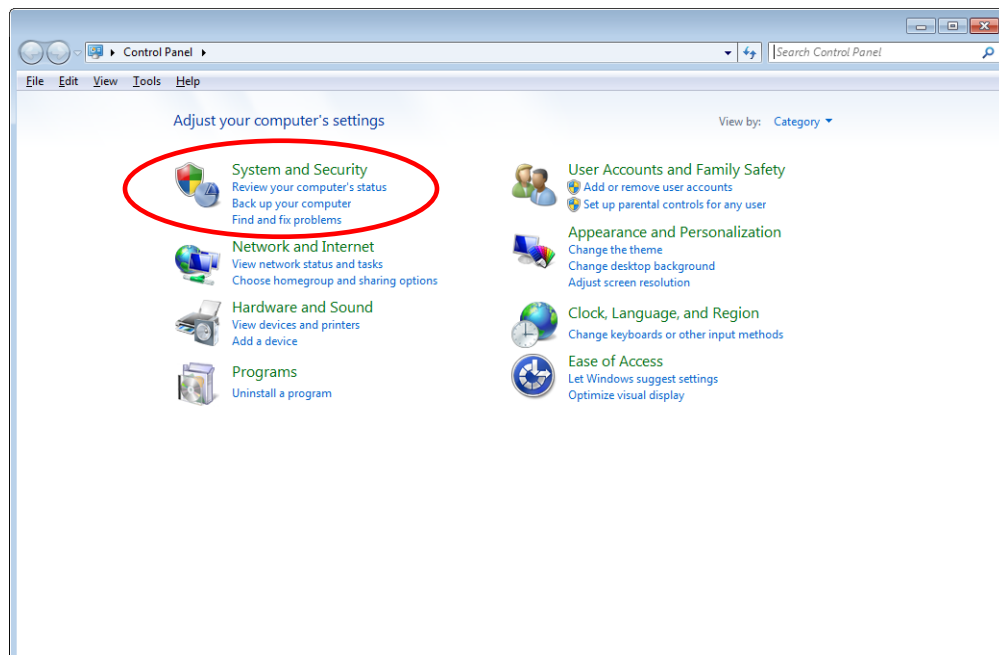 Control Panel
Search Control Panel
File Edit View Tools Help
Adjust your computer's settings
View by: Category
System and Security
Review your computer's status
Back up your computer
Find and fix problems
Network and Internet
View network status and tasks
Choose homegroup and sharing options
Hardware and Sound
View devices and printers
Add a device
Programs
Uninstall a program
User Accounts and Family Safety
Add or remove user accounts
Set up parental controls for any user
Appearance and Personalization
Change the theme
Change desktop background
Adjust screen resolution
Clock, Language, and Region
Change keyboards or other input methods
Ease of Access
Let Windows suggest settings
Optimize visual display